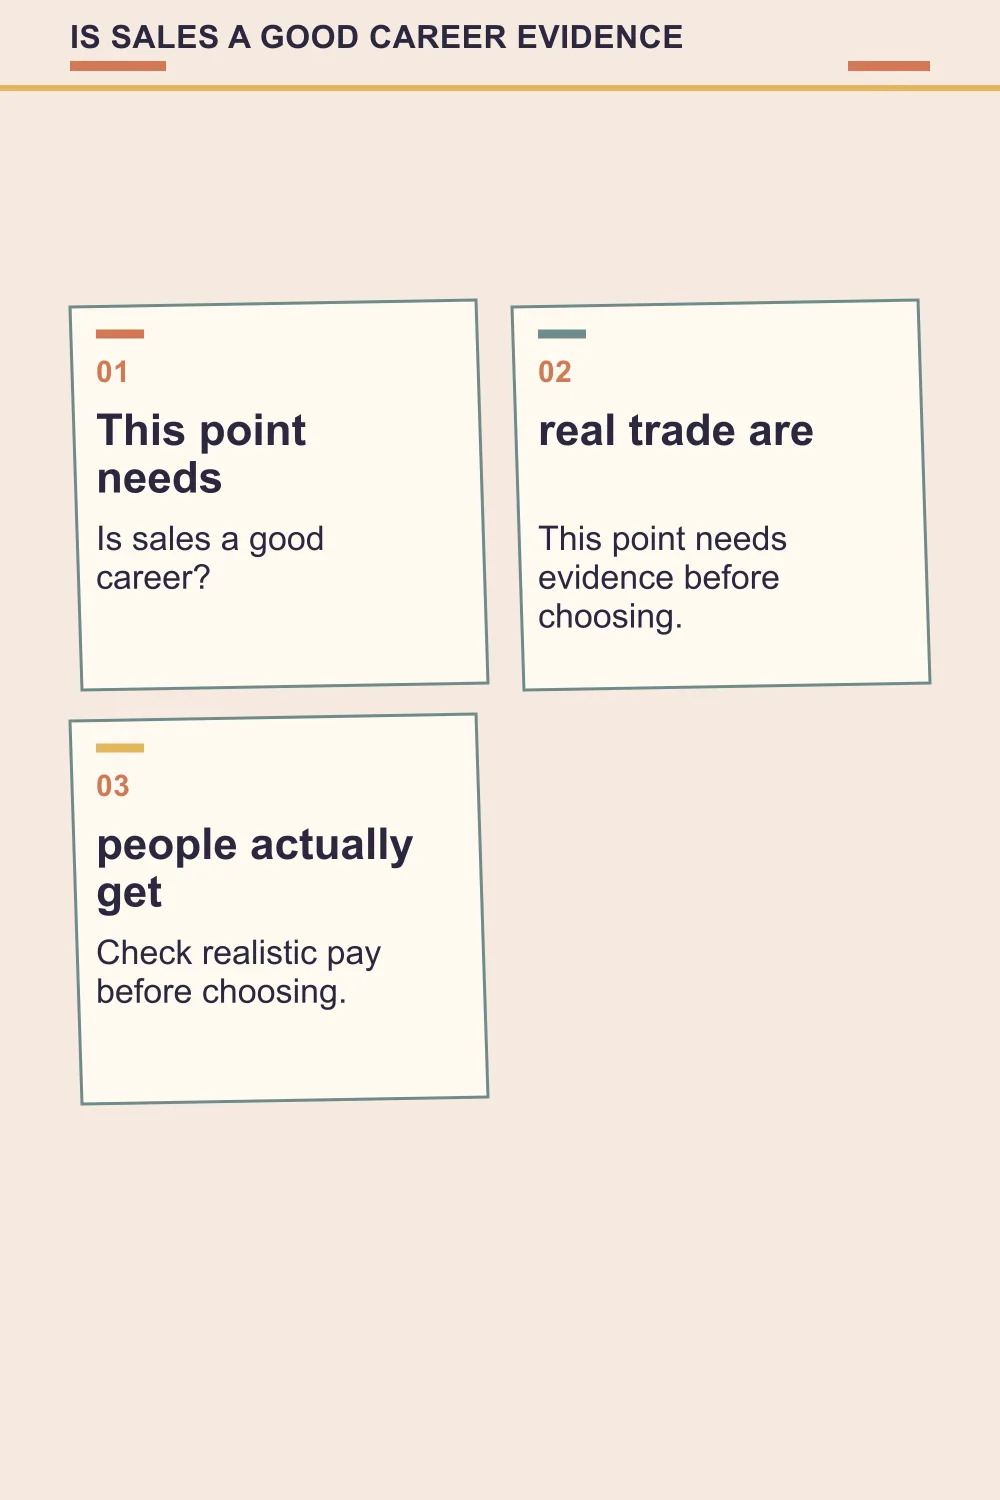 IS SALES A GOOD CAREER EVIDENCE
01
This point
needs
Is sales a good
career?
02
real trade are
This point needs
evidence before
choosing.
03
people actually
get
Check realistic pay
before choosing.